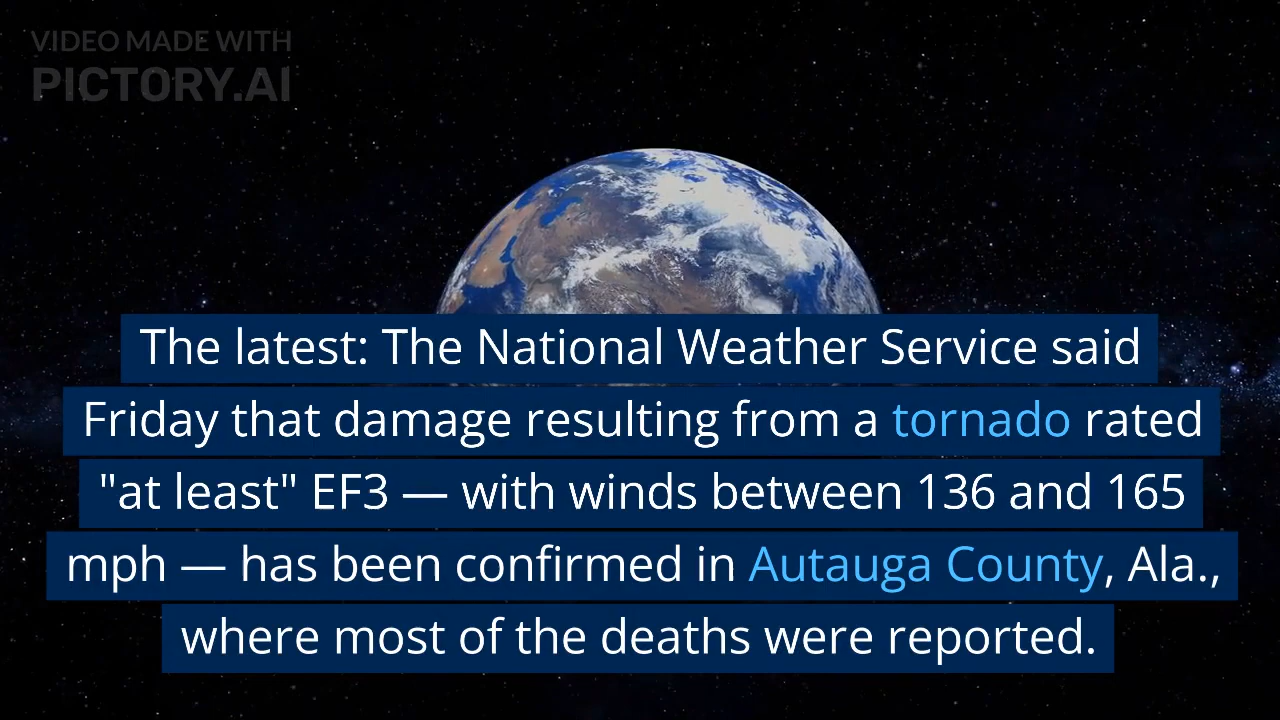 VIDEO MADE WITH
PICTORY.AI
The latest: The National Weather Service said
Friday that damage resulting from a tornado rated
"at least" EF3 — with winds between 136 and 165
mph — has been confirmed in Autauga County, Ala.,
where most of the deaths were reported.